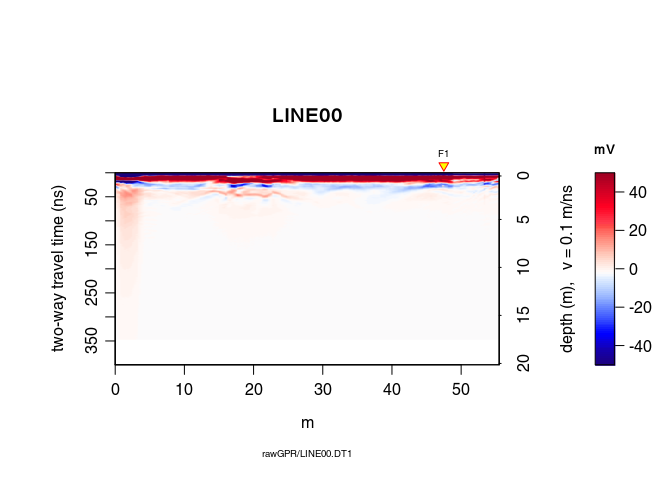 LINE00
F1
mV
two-way travel time (ns)
50
150
250
350
0
5
10
15
20
depth (m),   v = 0.1 m/ns
40
20
0
-20
-40
0
10
20
30
40
50
m
rawGPR/LINE00.DT1